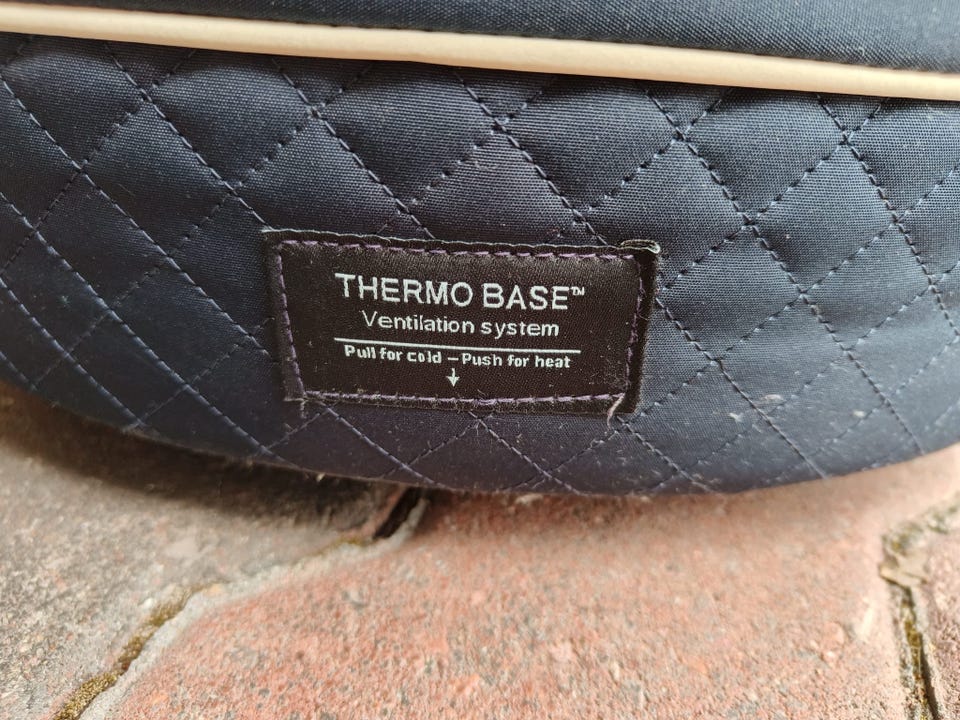 THERMO BASE™
Ventilation system
Pull for cold – Push for heat